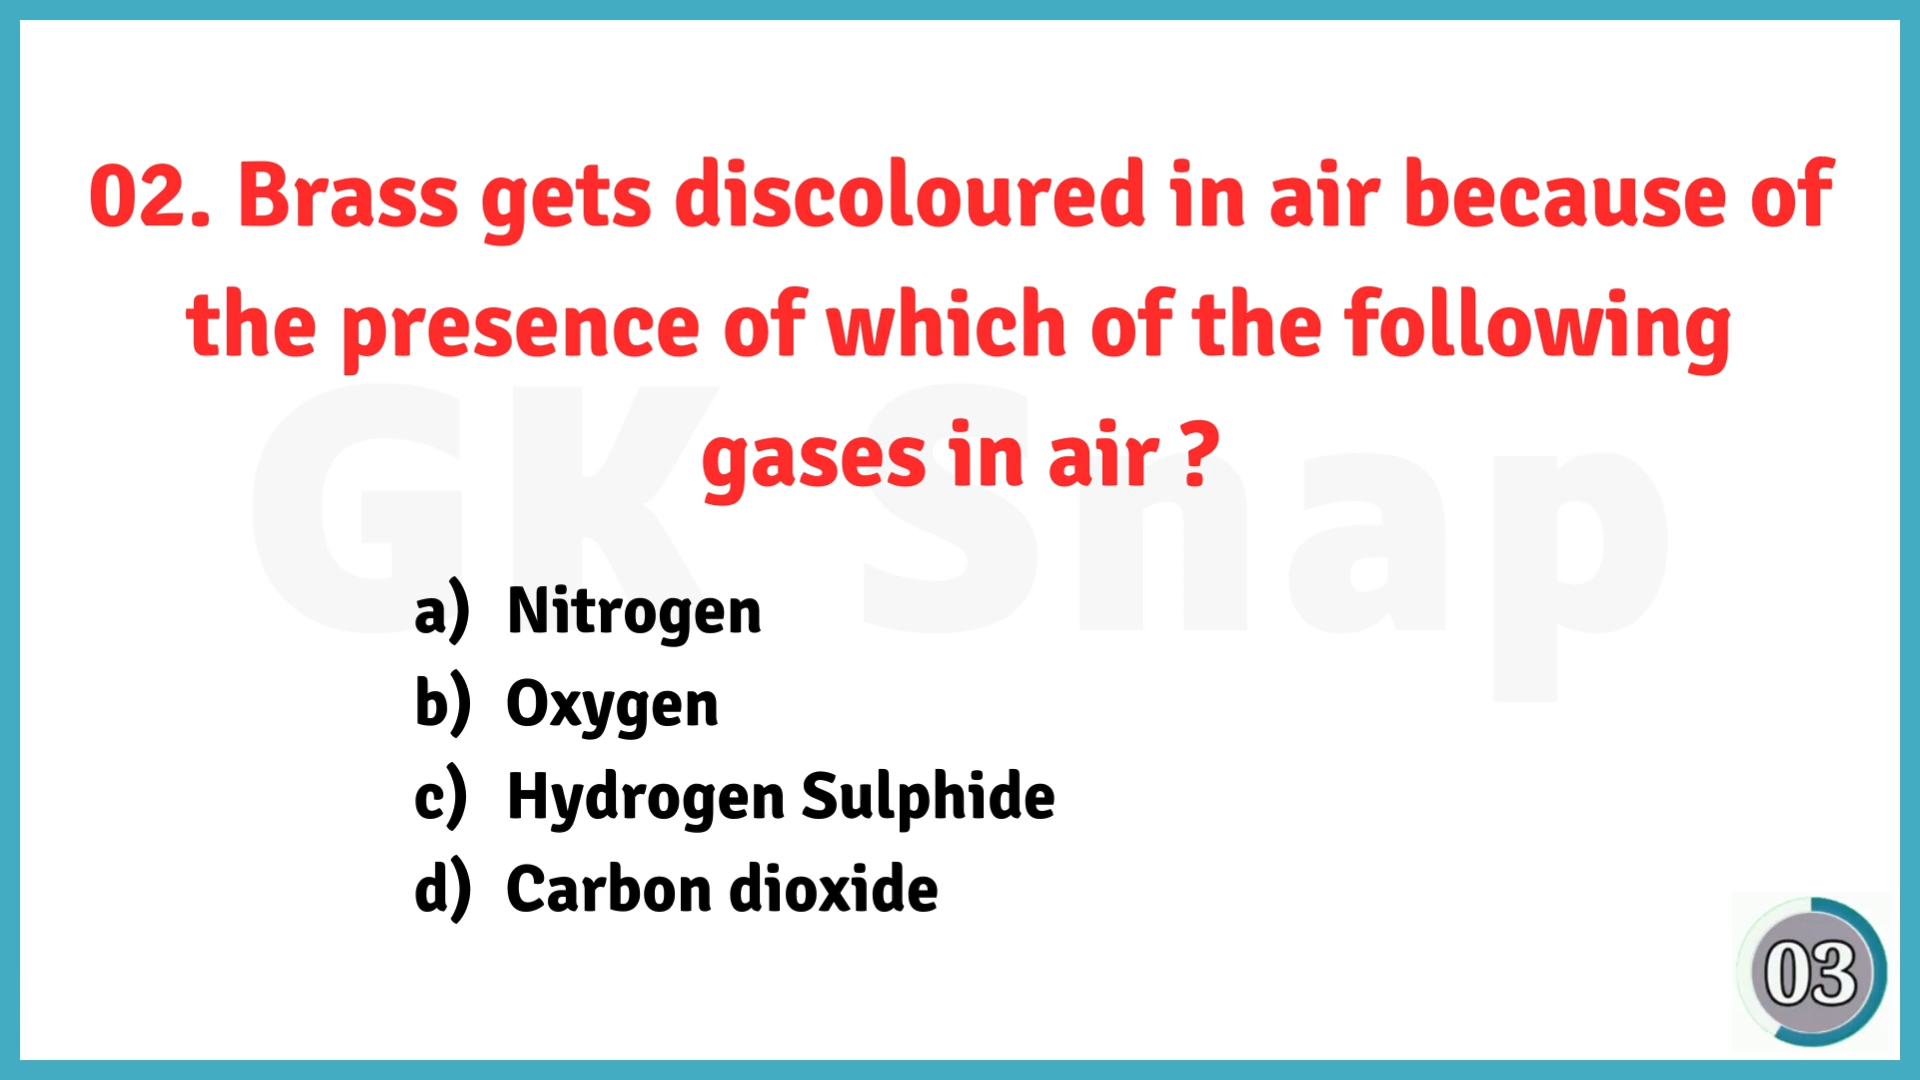 02. Brass gets discoloured in air because of
the presence of which of the following
gases in air ?
GK Snap
a) Nitrogen
b) Oxygen
c) Hydrogen Sulphide
d) Carbon dioxide
03